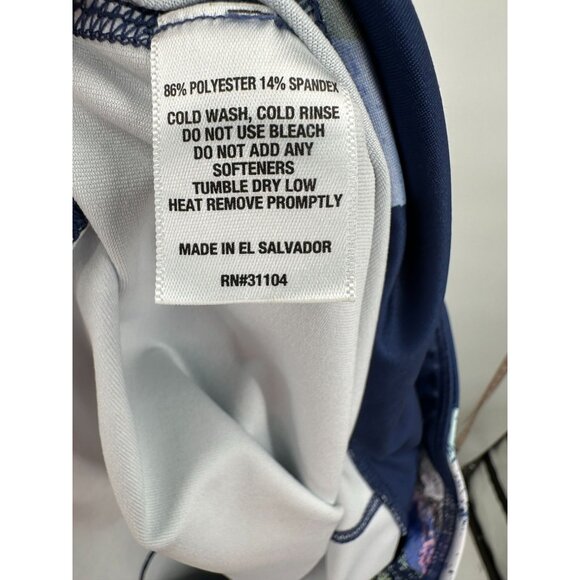 86% POLYESTER 14% SPANDEX
COLD WASH, COLD RINSE
DO NOT USE BLEACH
DO NOT ADD ANY
SOFTENERS
TUMBLE DRY LOW
HEAT REMOVE PROMPTLY
MADE IN EL SALVADOR
RN#31104